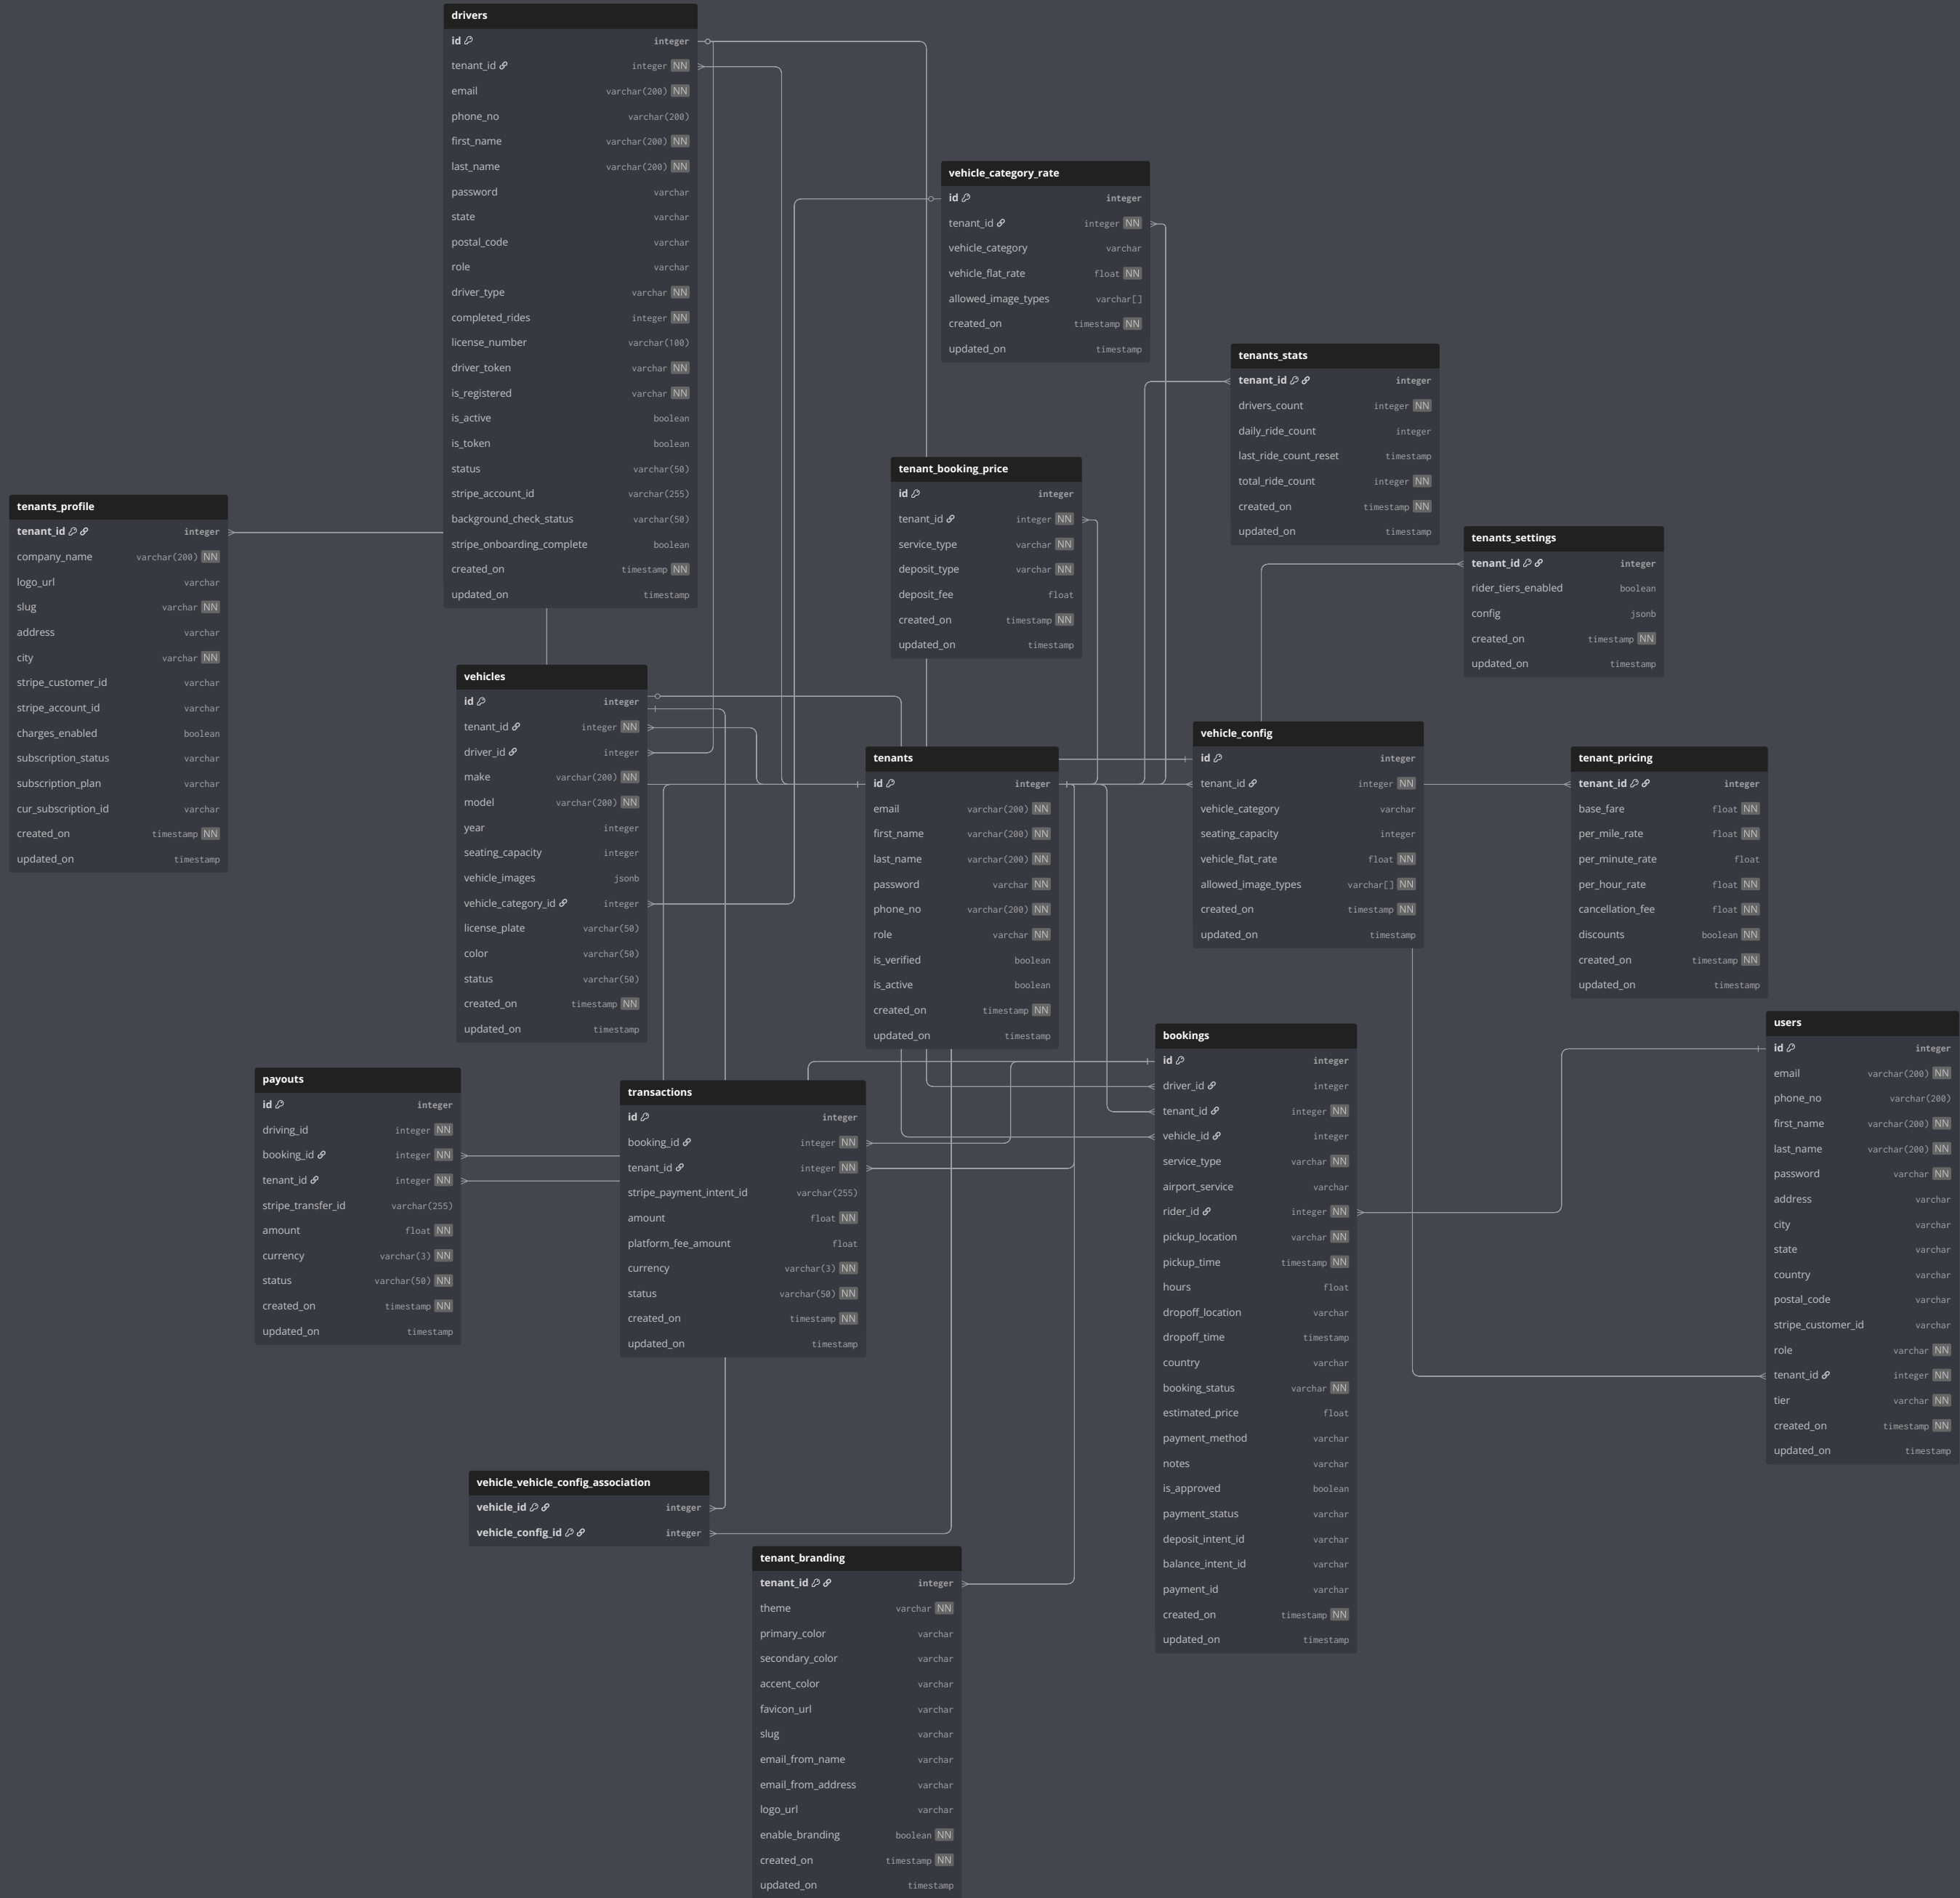 drivers
id integer
tenant_id integer NN
email varchar(200) NN
phone_no varchar(200)
first_name varchar(200) NN
last_name varchar(200) NN
password varchar
state varchar
postal_code varchar
role varchar
driver_type varchar NN
completed_rides integer NN
license_number varchar(100)
driver_token varchar NN
is_registered varchar NN
is_active boolean
is_token boolean
status varchar(50)
stripe_account_id varchar(255)
background_check_status varchar(50)
stripe_onboarding_complete boolean
created_on timestamp NN
updated_on timestamp
vehicle_category_rate
id integer
tenant_id integer NN
vehicle_category varchar
vehicle_flat_rate float NN
allowed_image_types varchar[]
created_on timestamp NN
updated_on timestamp
tenants_stats
tenant_id integer
drivers_count integer NN
daily_ride_count integer
last_ride_count_reset timestamp
total_ride_count integer NN
created_on timestamp NN
updated_on timestamp
tenant_booking_price
id integer
tenant_id integer NN
service_type varchar NN
deposit_type varchar NN
deposit_fee float
created_on timestamp NN
updated_on timestamp
tenants_profile
tenant_id integer
company_name varchar(200) NN
logo_url varchar
slug varchar NN
address varchar
city varchar NN
stripe_customer_id varchar
stripe_account_id varchar
charges_enabled boolean
subscription_status varchar
subscription_plan varchar
cur_subscription_id varchar
created_on timestamp NN
updated_on timestamp
tenants_settings
tenant_id integer
rider_tiers_enabled boolean
config jsonb
created_on timestamp NN
updated_on timestamp
vehicles
id integer
tenant_id integer NN
driver_id integer
make varchar(200) NN
model varchar(200) NN
year integer
seating_capacity integer
vehicle_images jsonb
vehicle_category_id integer
license_plate varchar(50)
color varchar(50)
status varchar(50)
created_on timestamp NN
updated_on timestamp
tenants
id integer
email varchar(200) NN
first_name varchar(200) NN
last_name varchar(200) NN
password varchar NN
phone_no varchar(200) NN
role varchar NN
is_verified boolean
is_active boolean
created_on timestamp NN
updated_on timestamp
vehicle_config
id integer
tenant_id integer NN
vehicle_category varchar
seating_capacity integer
vehicle_flat_rate float NN
allowed_image_types varchar[] NN
created_on timestamp NN
updated_on timestamp
tenant_pricing
tenant_id integer
base_fare float NN
per_mile_rate float NN
per_minute_rate float
per_hour_rate float NN
cancellation_fee float NN
discounts boolean NN
created_on timestamp NN
updated_on timestamp
users
id integer
email varchar(200) NN
phone_no varchar(200)
first_name varchar(200) NN
last_name varchar(200) NN
password varchar NN
address varchar
city varchar
state varchar
country varchar
postal_code varchar
stripe_customer_id varchar
role varchar NN
tenant_id integer NN
tier varchar NN
created_on timestamp NN
updated_on timestamp
bookings
id integer
driver_id integer
tenant_id integer NN
vehicle_id integer
service_type varchar NN
airport_service varchar
rider_id integer NN
pickup_location varchar NN
pickup_time timestamp NN
hours float
dropoff_location varchar
dropoff_time timestamp
country varchar
booking_status varchar NN
estimated_price float
payment_method varchar
notes varchar
is_approved boolean
payment_status varchar
deposit_intent_id varchar
balance_intent_id varchar
payment_id varchar
created_on timestamp NN
updated_on timestamp
payouts
id integer
driving_id integer NN
booking_id integer NN
tenant_id integer NN
stripe_transfer_id varchar(255)
amount float NN
currency varchar(3) NN
status varchar(50) NN
created_on timestamp NN
updated_on timestamp
transactions
id integer
booking_id integer NN
tenant_id integer NN
stripe_payment_intent_id varchar(255)
amount float NN
platform_fee_amount float
currency varchar(3) NN
status varchar(50) NN
created_on timestamp NN
updated_on timestamp
vehicle_vehicle_config_association
vehicle_id integer
vehicle_config_id integer
tenant_branding
tenant_id integer
theme varchar NN
primary_color varchar
secondary_color varchar
accent_color varchar
favicon_url varchar
slug varchar
email_from_name varchar
email_from_address varchar
logo_url varchar
enable_branding boolean NN
created_on timestamp NN
updated_on timestamp